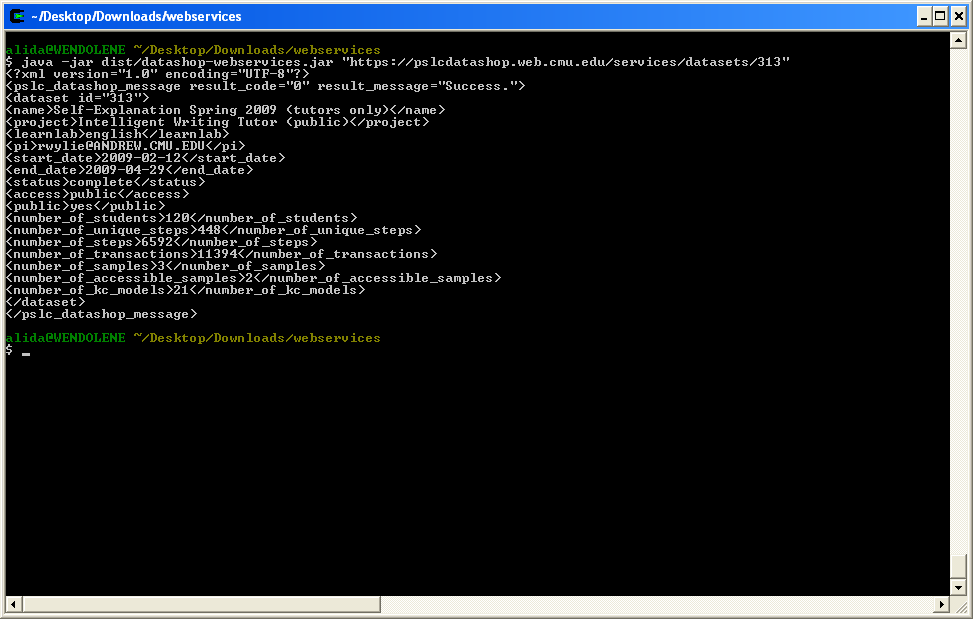 ~/Desktop/Downloads/webservices
alida@WENDOLENE ~/Desktop/Downloads/webservices
$ java -jar dist/datashop-webservices.jar "https://pslcdatashop.web.cmu.edu/services/datasets/313"
<?xml version="1.0" encoding="UTF-8"?>
<pslc_datashop_message result_code="0" result_message="Success.">
<dataset id="313">
<name>Self-Explanation Spring 2009 (tutors only)</name>
<project>Intelligent Writing Tutor (public)</project>
<learnlab>english</learnlab>
<pi>rwylie@ANDREW.CMU.EDU</pi>
<start_date>2009-02-12</start_date>
<end_date>2009-04-29</end_date>
<status>complete</status>
<access>public</access>
<public>yes</public>
<number_of_students>120</number_of_students>
<number_of_unique_steps>448</number_of_unique_steps>
<number_of_steps>6592</number_of_steps>
<number_of_transactions>11394</number_of_transactions>
<number_of_samples>3</number_of_samples>
<number_of_accessible_samples>2</number_of_accessible_samples>
<number_of_kc_models>21</number_of_kc_models>
</dataset>
</pslc_datashop_message>
alida@WENDOLENE ~/Desktop/Downloads/webservices
$ _